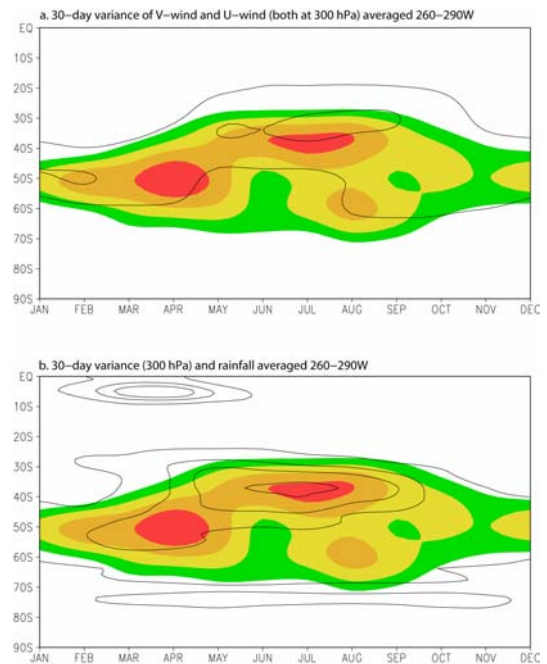 a. 30-day variance of V-wind and U-wind (both at 300 hPa) averaged 260-290W
EQ
10S
20S
30S
40S
50S
60S
70S
80S
90S
JAN FEB MAR APR MAY JUN JUL AUG SEP OCT NOV DEC
b. 30-day variance (300 hPa) and rainfall averaged 260-290W
EQ
10S
20S
30S
40S
50S
60S
70S
80S
90S
JAN FEB MAR APR MAY JUN JUL AUG SEP OCT NOV DEC